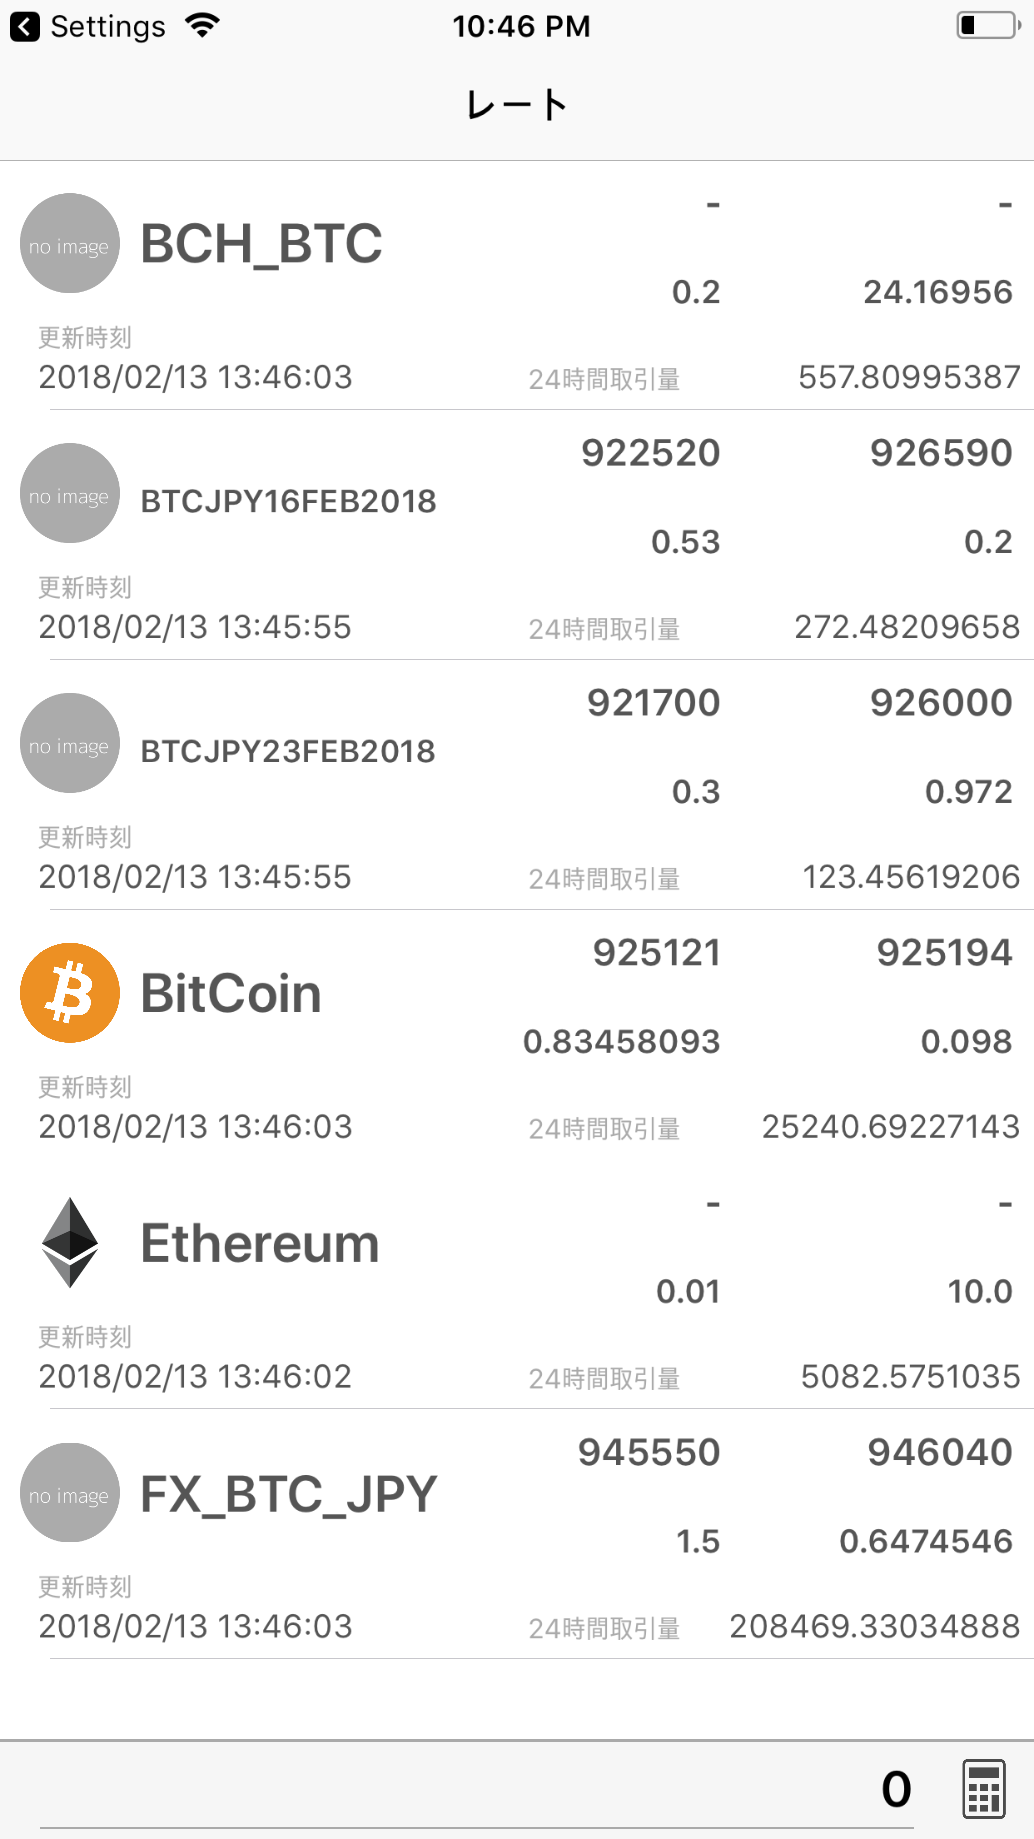 Settings 10:46 PM
レート
- -
no image BCH_BTC
0.2 24.16956
更新時刻
2018/02/13 13:46:03 24時間取引量 557.80995387
922520 926590
no image BTCJPY16FEB2018
0.53 0.2
更新時刻
2018/02/13 13:45:55 24時間取引量 272.48209658
921700 926000
no image BTCJPY23FEB2018
0.3 0.972
更新時刻
2018/02/13 13:45:55 24時間取引量 123.45619206
925121 925194
BitCoin
0.83458093 0.098
更新時刻
2018/02/13 13:46:03 24時間取引量 25240.69227143
- -
Ethereum
0.01 10.0
更新時刻
2018/02/13 13:46:02 24時間取引量 5082.5751035
945550 946040
no image FX_BTC_JPY
1.5 0.6474546
更新時刻
2018/02/13 13:46:03 24時間取引量 208469.33034888
0